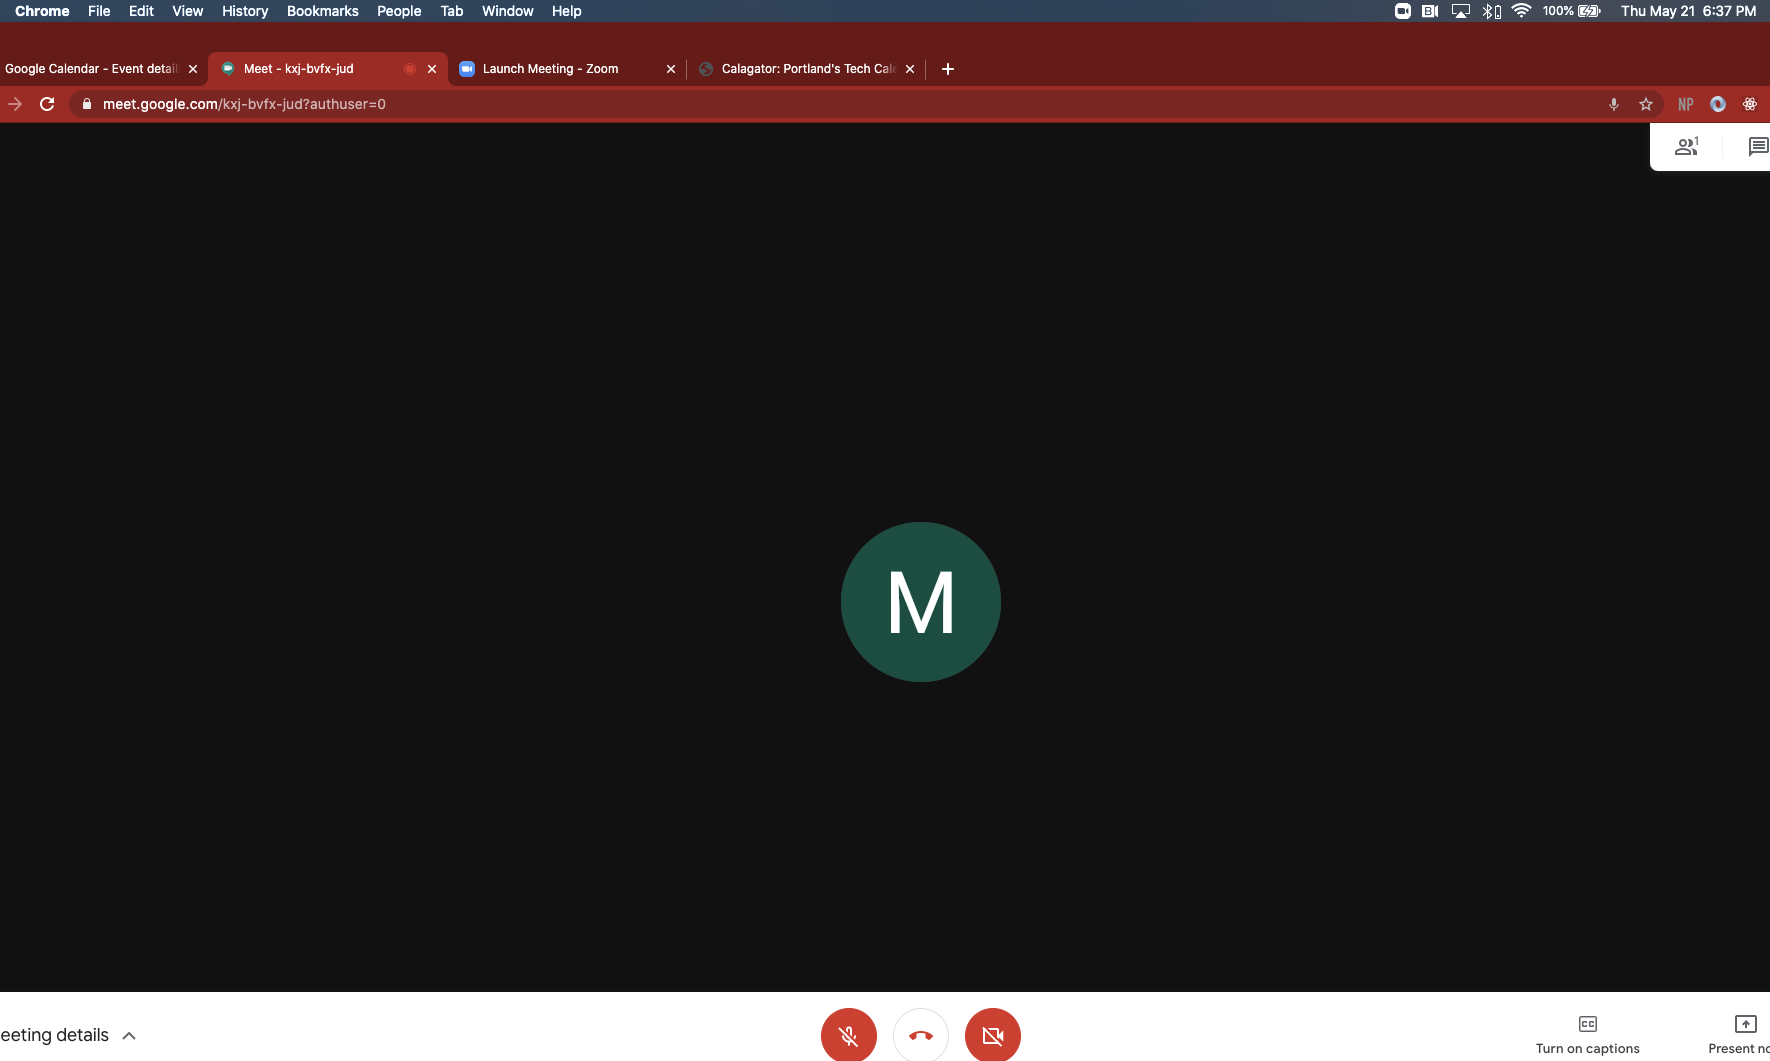 Chrome File Edit View History Bookmarks People Tab Window Help 100% Thu May 21 6:37 PM
Google Calendar - Event detail Meet - kxj-bvfx-jud Launch Meeting - Zoom Calagator: Portland's Tech Cale
meet.google.com/kxj-bvfx-jud?authuser=0 NP
1
M
eeting details
CC
Turn on captions Present no